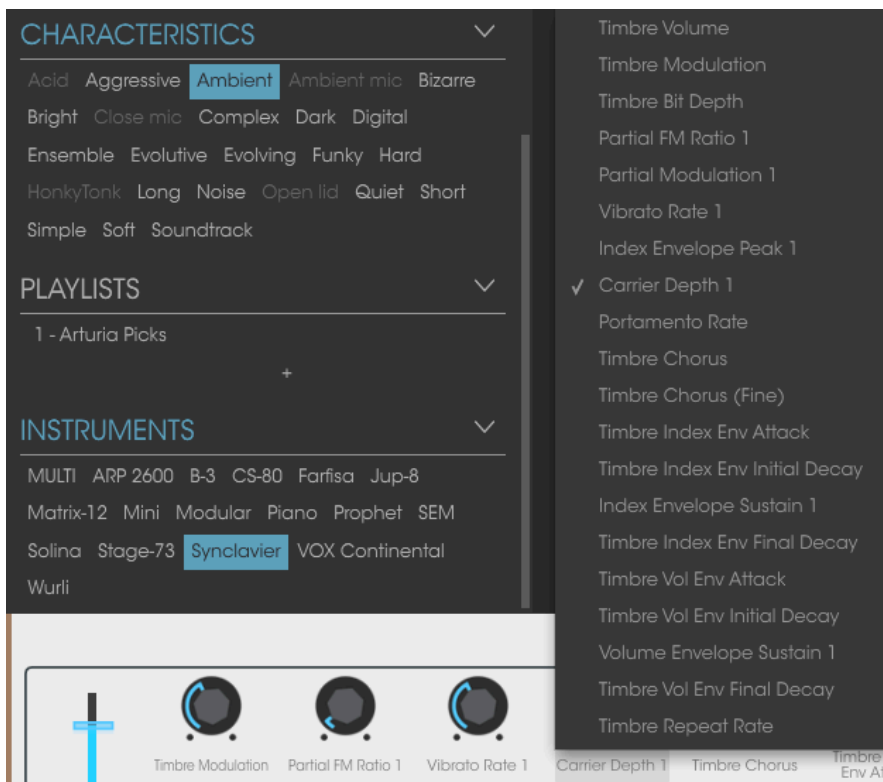 CHARACTERISTICS
Acid Aggressive Ambient Ambient mic Bizarre
Bright Close mic Complex Dark Digital
Ensemble Evolutive Evolving Funky Hard
HonkyTonk Long Noise Open lid Quiet Short
Simple Soft Soundtrack
PLAYLISTS
1 - Arturia Picks
+
INSTRUMENTS
MULTI ARP 2600 B-3 CS-80 Farfisa Jup-8
Matrix-12 Mini Modular Piano Prophet SEM
Solina Stage-73 Synclavier VOX Continental
Wurli
Timbre Volume
Timbre Modulation
Timbre Bit Depth
Partial FM Ratio 1
Partial Modulation 1
Vibrato Rate 1
Index Envelope Peak 1
✓ Carrier Depth 1
Portamento Rate
Timbre Chorus
Timbre Chorus (Fine)
Timbre Index Env Attack
Timbre Index Env Initial Decay
Index Envelope Sustain 1
Timbre Index Env Final Decay
Timbre Vol Env Attack
Timbre Vol Env Initial Decay
Volume Envelope Sustain 1
Timbre Vol Env Final Decay
Timbre Repeat Rate
Timbre Modulation Partial FM Ratio 1 Vibrato Rate 1 Carrier Depth 1 Timbre Chorus
Timbre
Env